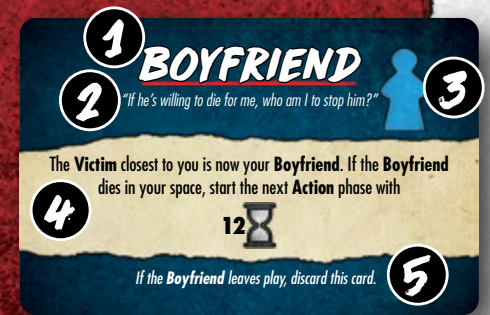 1
BOYFRIEND
2
"If he's willing to die for me, who am I to stop him?"
3
The Victim closest to you is now your Boyfriend. If the Boyfriend
dies in your space, start the next Action phase with
4
12
If the Boyfriend leaves play, discard this card.
5